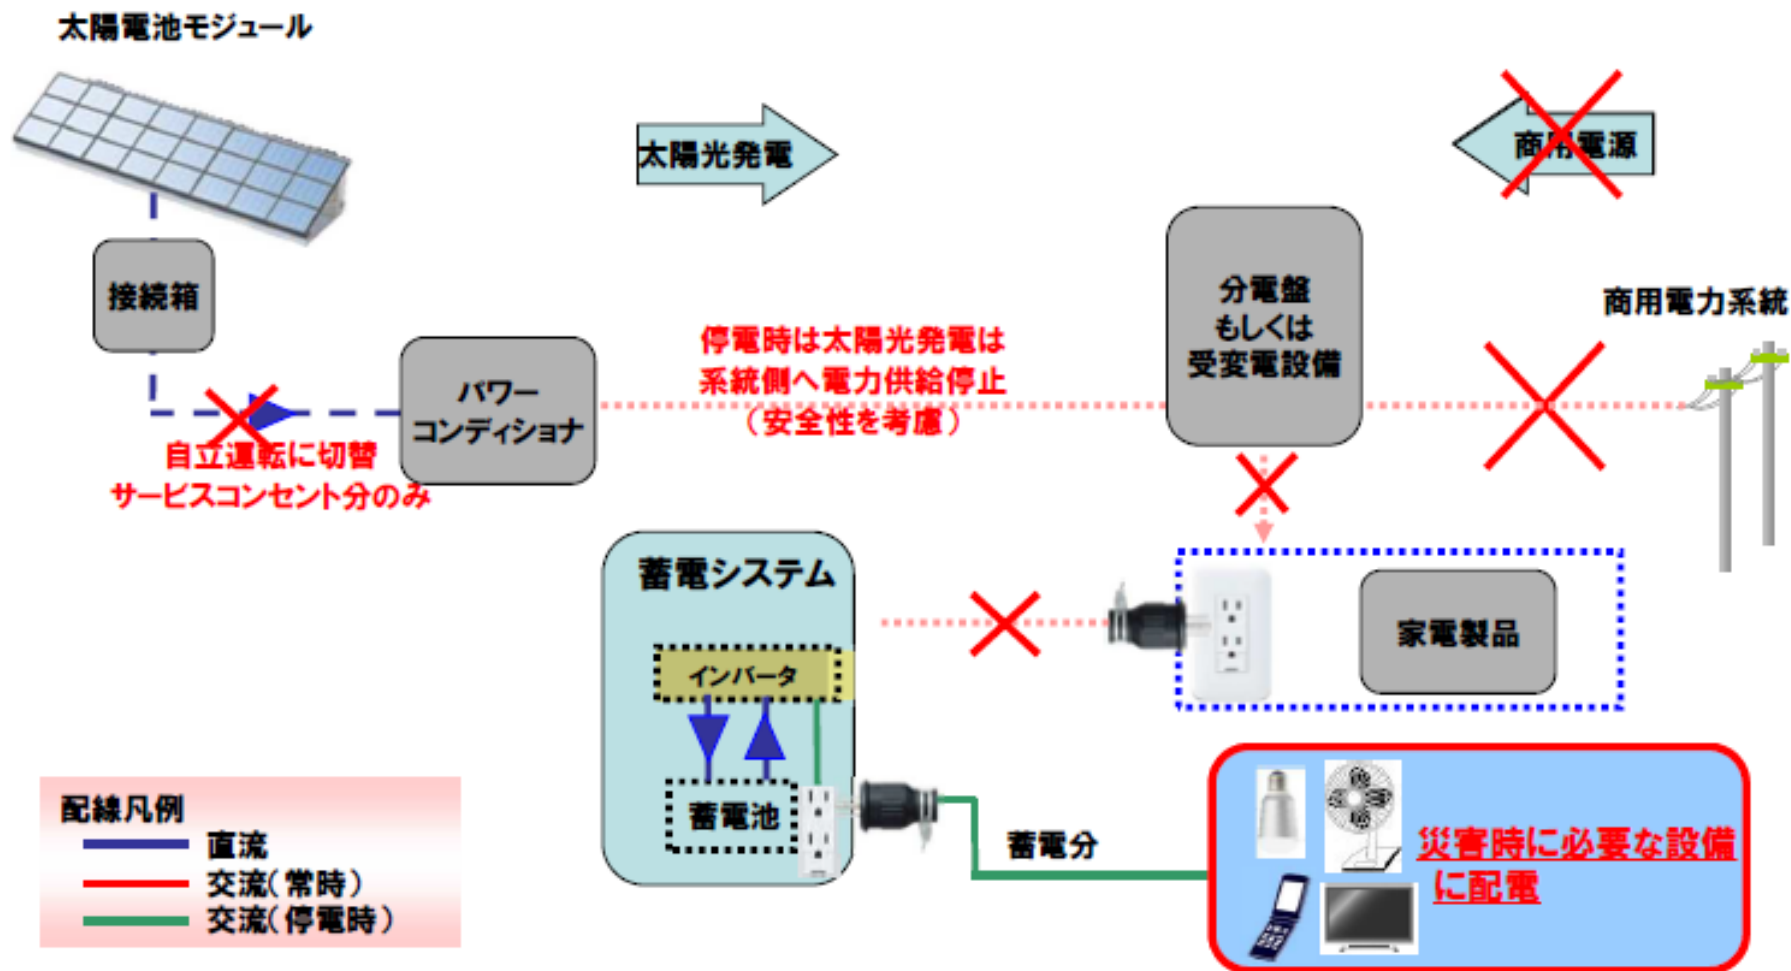 太陽電池モジュール
太陽光発電
商用電源
接続箱
パワー
コンディショナ
停電時は太陽光発電は
系統側へ電力供給停止
（安全性を考慮）
分電盤
もしくは
受変電設備
商用電力系統
自立運転に切替
サービスコンセント分のみ
蓄電システム
インバータ
蓄電池
家電製品
蓄電分
災害時に必要な設備
に配電
配線凡例
直流
交流（常時）
交流（停電時）